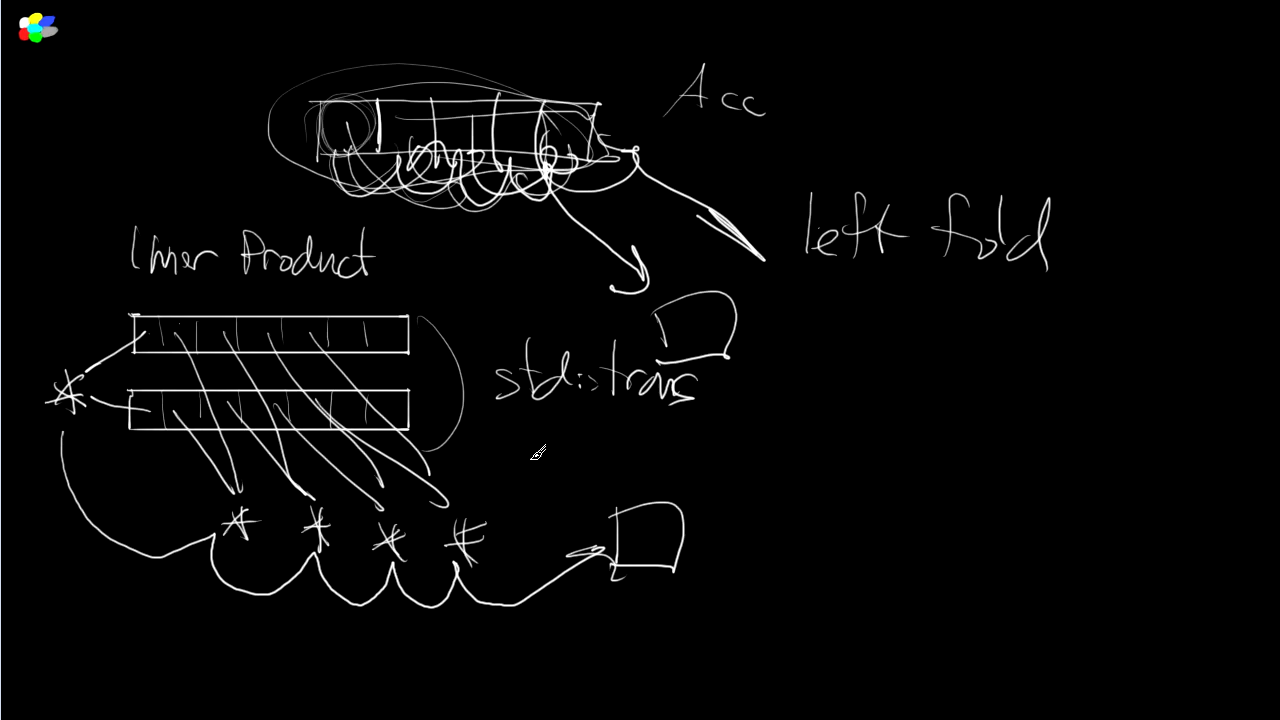 Acc
left fold
Inner Product
std::trans
*
* * * *